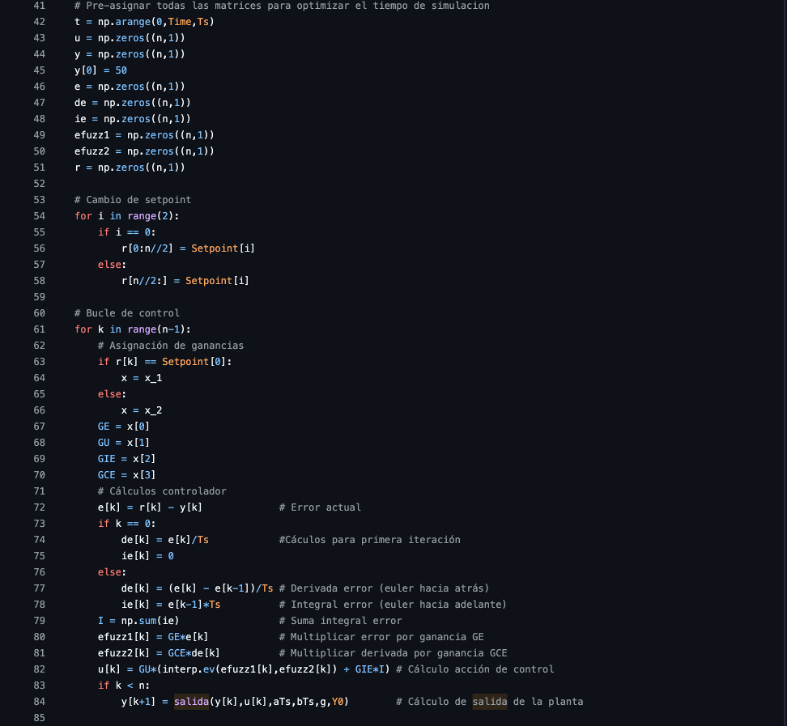 41 # Pre-asignar todas las matrices para optimizar el tiempo de simulacion
42 t = np.arange(0,Time,Ts)
43 u = np.zeros((n,1))
44 y = np.zeros((n,1))
45 y[0] = 50
46 e = np.zeros((n,1))
47 de = np.zeros((n,1))
48 ie = np.zeros((n,1))
49 efuzz1 = np.zeros((n,1))
50 efuzz2 = np.zeros((n,1))
51 r = np.zeros((n,1))
52
53 # Cambio de setpoint
54 for i in range(2):
55     if i == 0:
56         r[0:n//2] = Setpoint[i]
57     else:
58         r[n//2:] = Setpoint[i]
59
60 # Bucle de control
61 for k in range(n-1):
62     # Asignación de ganancias
63     if r[k] == Setpoint[0]:
64         x = x_1
65     else:
66         x = x_2
67     GE = x[0]
68     GU = x[1]
69     GIE = x[2]
70     GCE = x[3]
71     # Cálculos controlador
72     e[k] = r[k] - y[k]             # Error actual
73     if k == 0:
74         de[k] = e[k]/Ts            #Cáculos para primera iteración
75         ie[k] = 0
76     else:
77         de[k] = (e[k] - e[k-1])/Ts # Derivada error (euler hacia atrás)
78         ie[k] = e[k-1]*Ts          # Integral error (euler hacia adelante)
79     I = np.sum(ie)                 # Suma integral error
80     efuzz1[k] = GE*e[k]            # Multiplicar error por ganancia GE
81     efuzz2[k] = GCE*de[k]          # Multiplicar derivada por ganancia GCE
82     u[k] = GU*(interp.ev(efuzz1[k],efuzz2[k]) + GIE*I) # Cálculo acción de control
83     if k < n:
84         y[k+1] = salida(y[k],u[k],aTs,bTs,g,Y0)        # Cálculo de salida de la planta
85